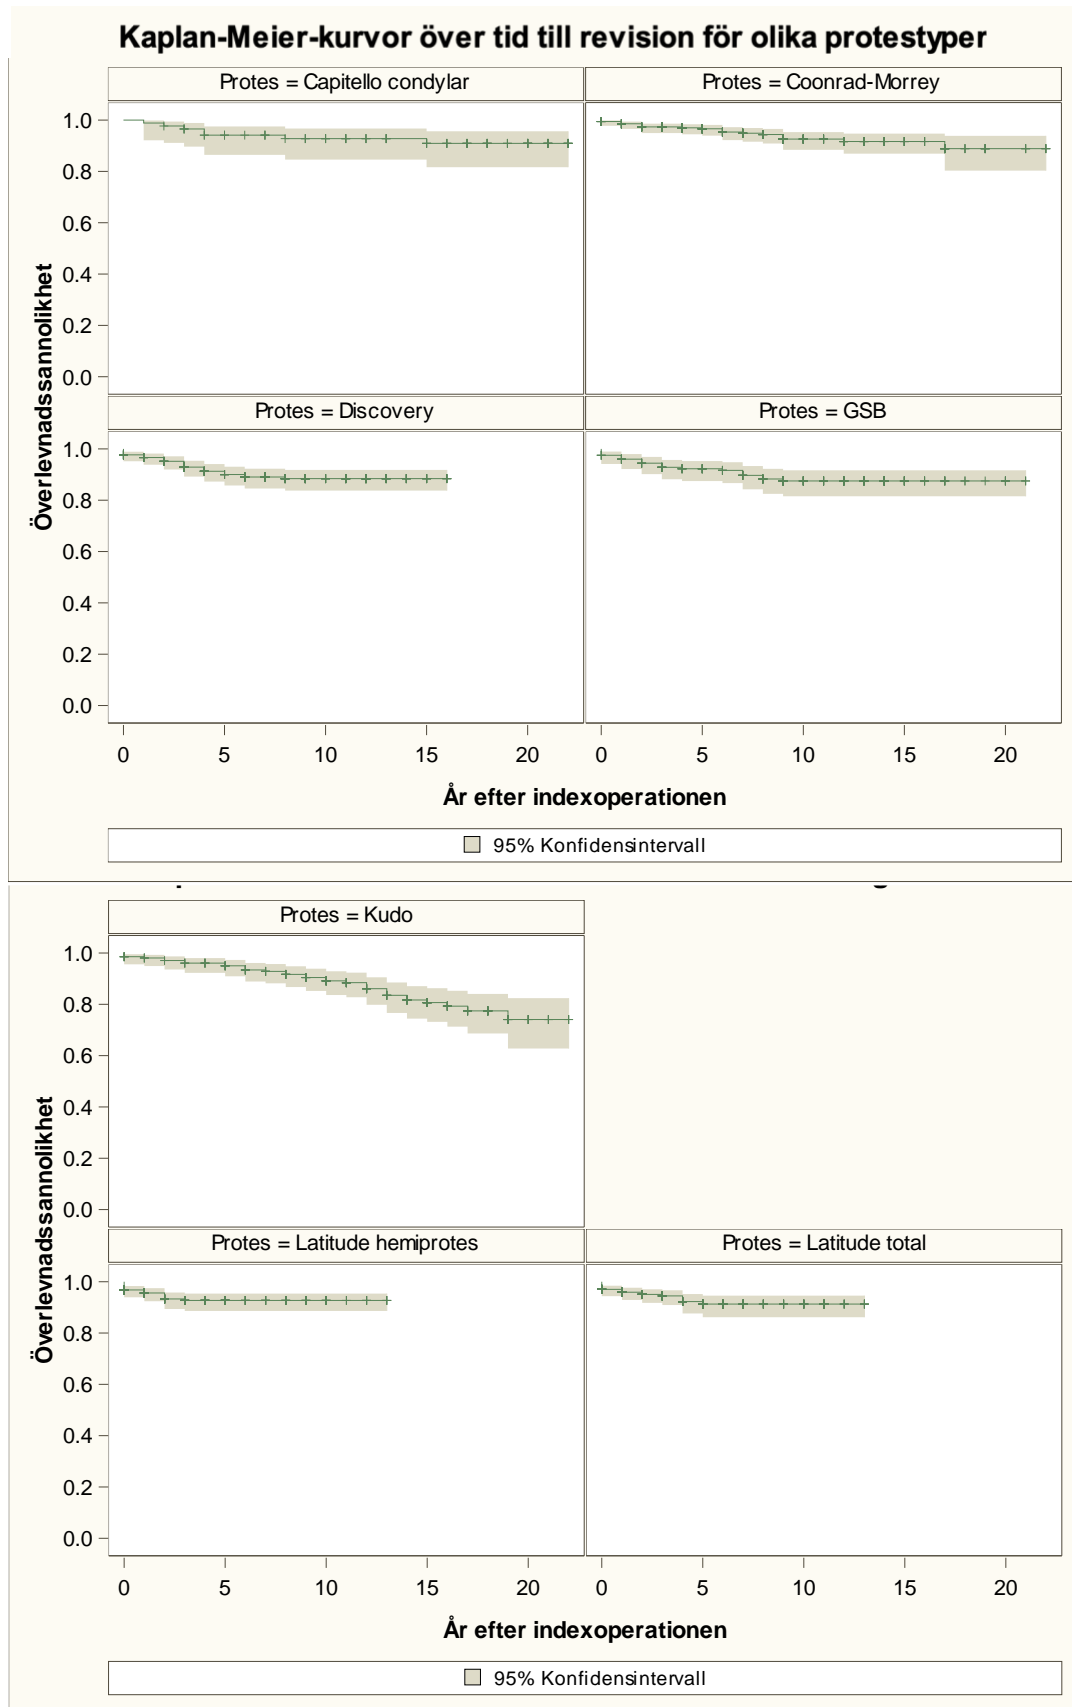 Kaplan-Meier-kurvor över tid till revision för olika protestyper
Protes = Capitello condylar
Protes = Coonrad-Morrey
1.0
0.8
0.6
0.4
0.2
0.0
Överlevnadssannolikhet
Protes = Discovery
Protes = GSB
1.0
0.8
0.6
0.4
0.2
0.0
0 5 10 15 20
0 5 10 15 20
År efter indexoperationen
95% Konfidensintervall
Protes = Kudo
1.0
0.8
0.6
0.4
0.2
0.0
Överlevnadssannolikhet
Protes = Latitude hemiprotes
Protes = Latitude total
1.0
0.8
0.6
0.4
0.2
0.0
0 5 10 15 20
0 5 10 15 20
År efter indexoperationen
95% Konfidensintervall